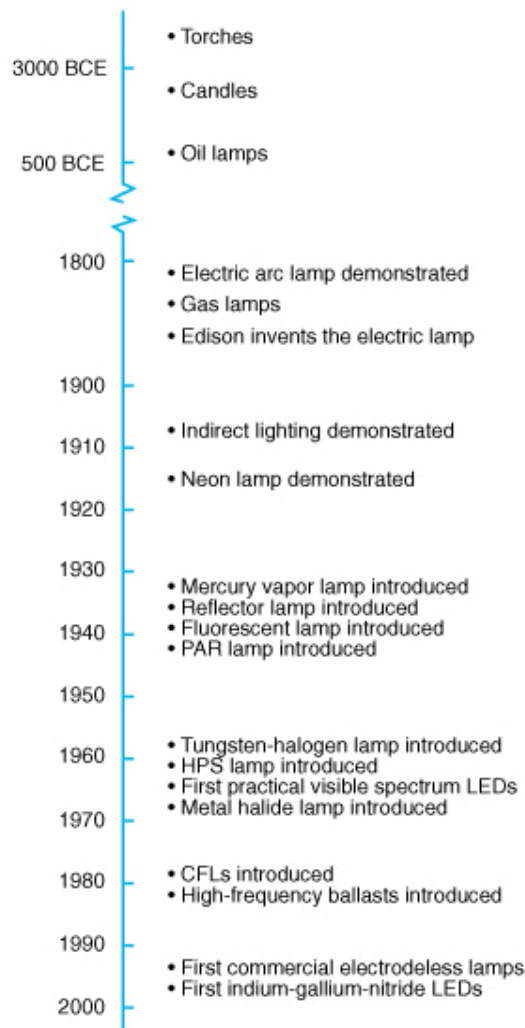 • Torches
3000 BCE
• Candles
• Oil lamps
500 BCE
1800
• Electric arc lamp demonstrated
• Gas lamps
• Edison invents the electric lamp
1900
• Indirect lighting demonstrated
1910
• Neon lamp demonstrated
1920
1930
• Mercury vapor lamp introduced
• Reflector lamp introduced
• Fluorescent lamp introduced
1940
• PAR lamp introduced
1950
• Tungsten-halogen lamp introduced
1960
• HPS lamp introduced
• First practical visible spectrum LEDs
• Metal halide lamp introduced
1970
• CFLs introduced
1980
• High-frequency ballasts introduced
1990
• First commercial electrodeless lamps
• First indium-gallium-nitride LEDs
2000